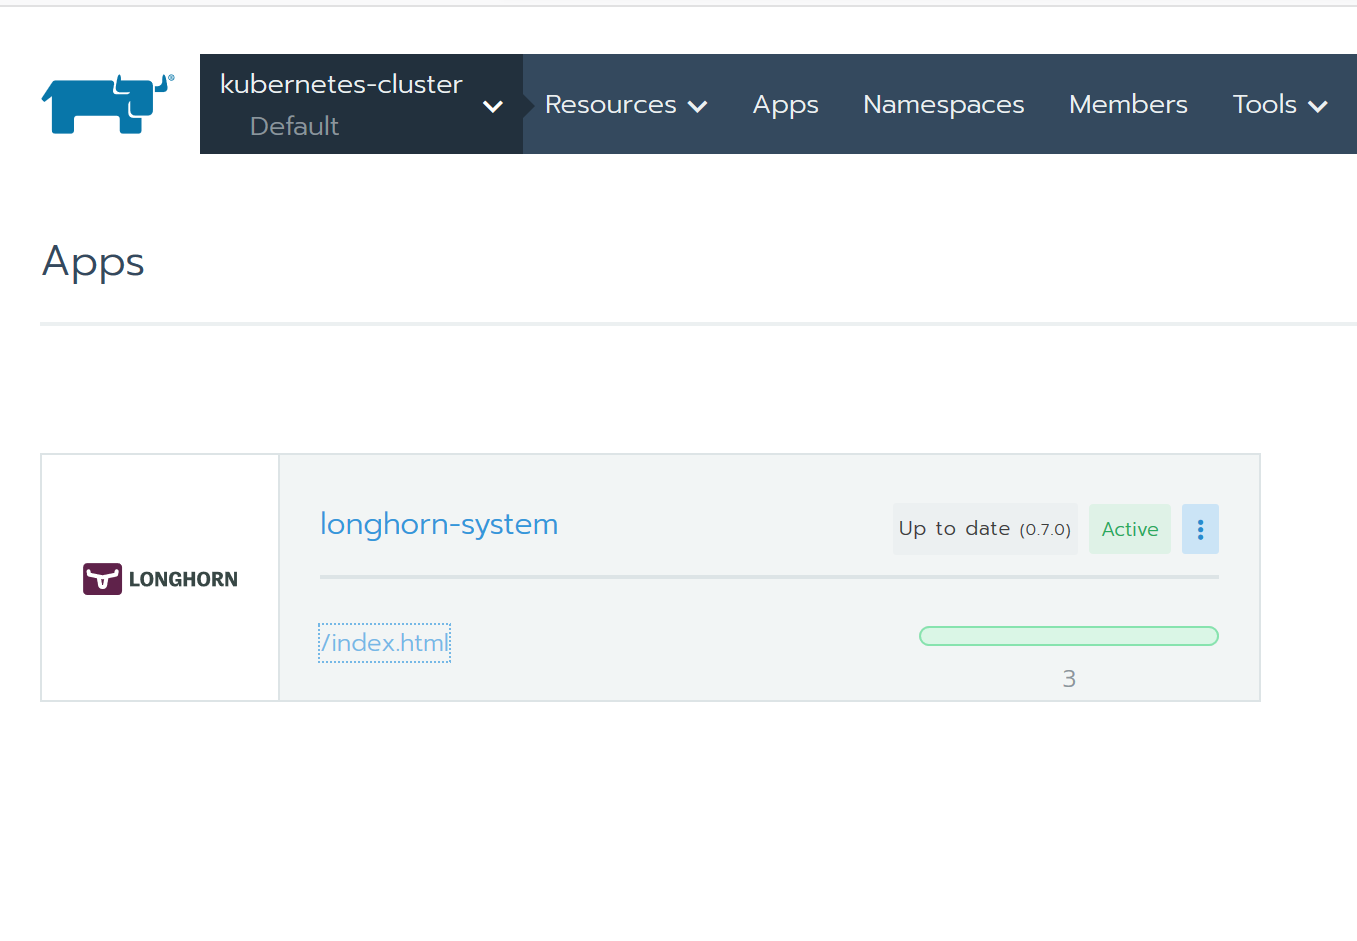 kubernetes-cluster
Default
Resources
Apps
Namespaces
Members
Tools
®
Apps
LONGHORN
longhorn-system
Up to date (0.7.0)
Active
/index.html
3